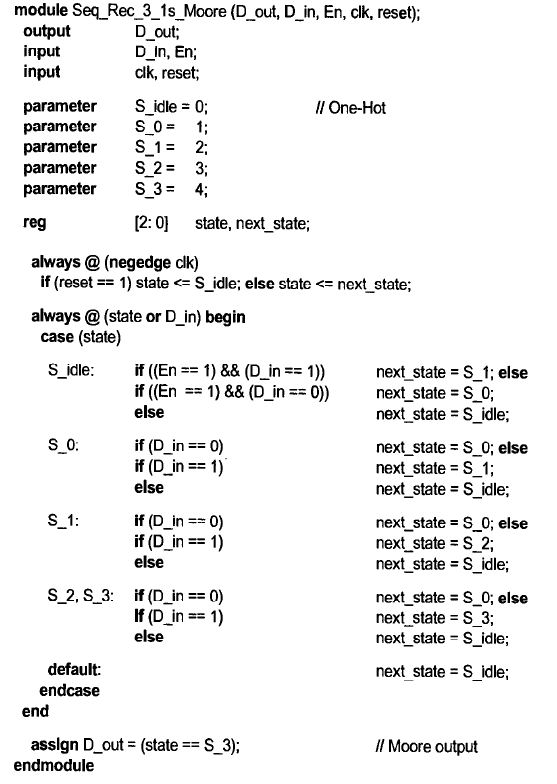 module Seq_Rec_3_1s_Moore (D_out, D_in, En, clk, reset);
output D_out;
input D_in, En;
input clk, reset;
parameter S_idle = 0; // One-Hot
parameter S_0 = 1;
parameter S_1 = 2;
parameter S_2 = 3;
parameter S_3 = 4;
reg [2: 0] state, next_state;
always @ (negedge clk)
if (reset == 1) state <= S_idle; else state <= next_state;
always @ (state or D_in) begin
case (state)
S_idle: if ((En == 1) && (D_in == 1)) next_state = S_1; else
if ((En == 1) && (D_in == 0)) next_state = S_0;
else next_state = S_idle;
S_0: if (D_in == 0) next_state = S_0; else
if (D_in == 1) next_state = S_1;
else next_state = S_idle;
S_1: if (D_in == 0) next_state = S_0; else
if (D_in == 1) next_state = S_2;
else next_state = S_idle;
S_2, S_3: if (D_in == 0) next_state = S_0; else
If (D_in == 1) next_state = S_3;
else next_state = S_idle;
default: next_state = S_idle;
endcase
end
assign D_out = (state == S_3); // Moore output
endmodule